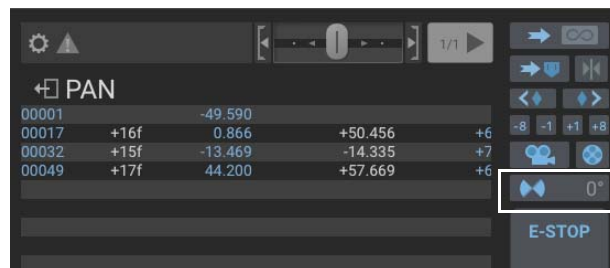 1/1
PAN
00001 -49.590
00017 +16f 0.866 +50.456 +6
00032 +15f -13.469 -14.335 +7
00049 +17f 44.200 +57.669 +6
-8 -1 +1 +8
0°
E-STOP